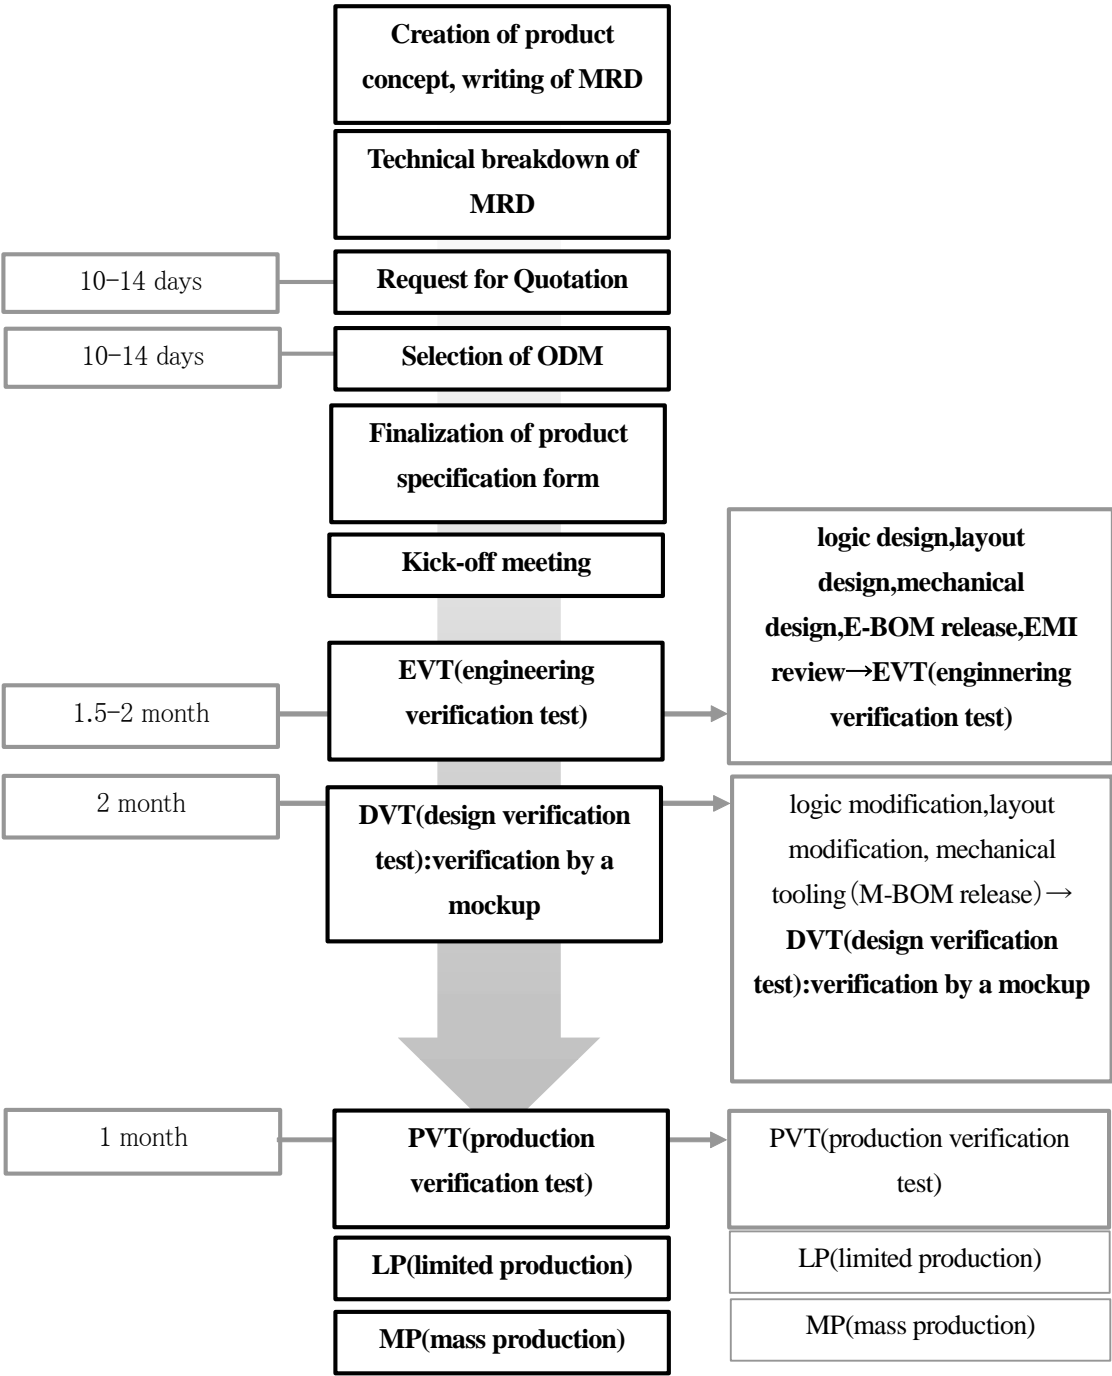 Creation of product
concept, writing of MRD
Technical breakdown of
MRD
10-14 days
Request for Quotation
10-14 days
Selection of ODM
Finalization of product
specification form
Kick-off meeting
logic design,layout
design,mechanical
design,E-BOM release,EMI
review→EVT(enginnering
verification test)
1.5-2 month
EVT(engineering
verification test)
2 month
DVT(design verification
test):verification by a
mockup
logic modification,layout
modification, mechanical
tooling(M-BOM release)→
DVT(design verification
test):verification by a mockup
1 month
PVT(production
verification test)
PVT(production verification
test)
LP(limited production)
LP(limited production)
MP(mass production)
MP(mass production)